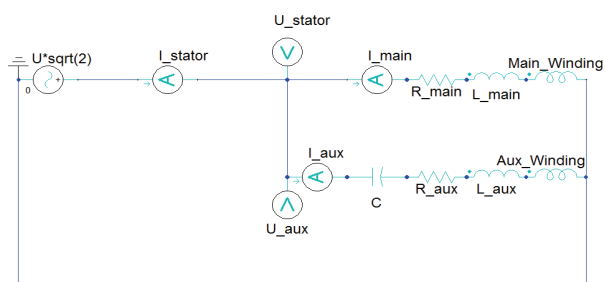 U_stator
U*sqrt(2)
I_stator
I_main
Main_Winding
0
R_main
L_main
I_aux
Aux_Winding
C
R_aux
L_aux
U_aux